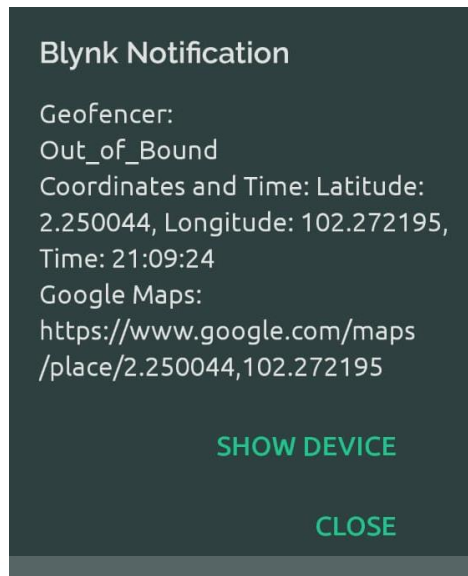 Blynk Notification
Geofencer:
Out_of_Bound
Coordinates and Time: Latitude:
2.250044, Longitude: 102.272195,
Time: 21:09:24
Google Maps:
https://www.google.com/maps
/place/2.250044,102.272195
SHOW DEVICE
CLOSE